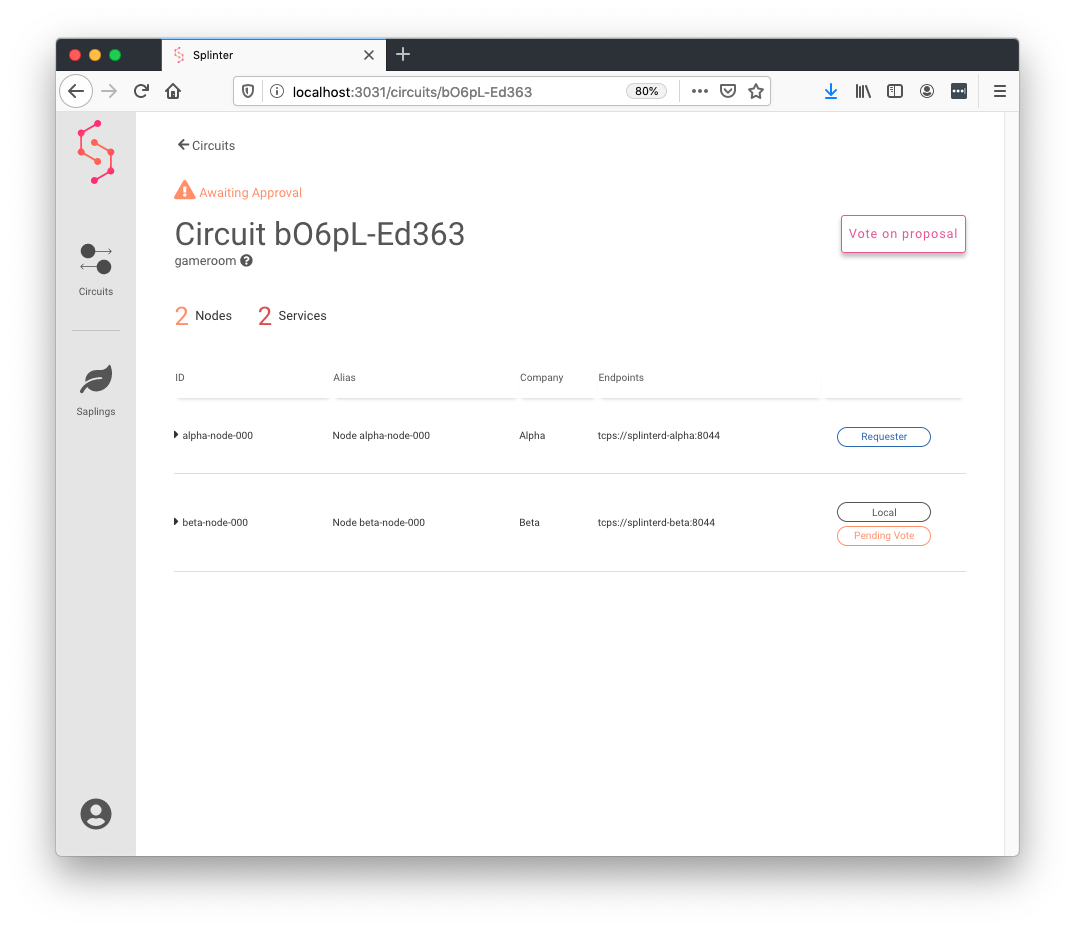 Splinter
localhost:3031/circuits/bO6pL-Ed363 80%
Circuits
Awaiting Approval
Circuit bO6pL-Ed363
gameroom
Vote on proposal
2 Nodes 2 Services
Circuits
Saplings
ID Alias Company Endpoints
alpha-node-000 Node alpha-node-000 Alpha tcps://splinterd-alpha:8044 Requester
beta-node-000 Node beta-node-000 Beta tcps://splinterd-beta:8044 Local
Pending Vote